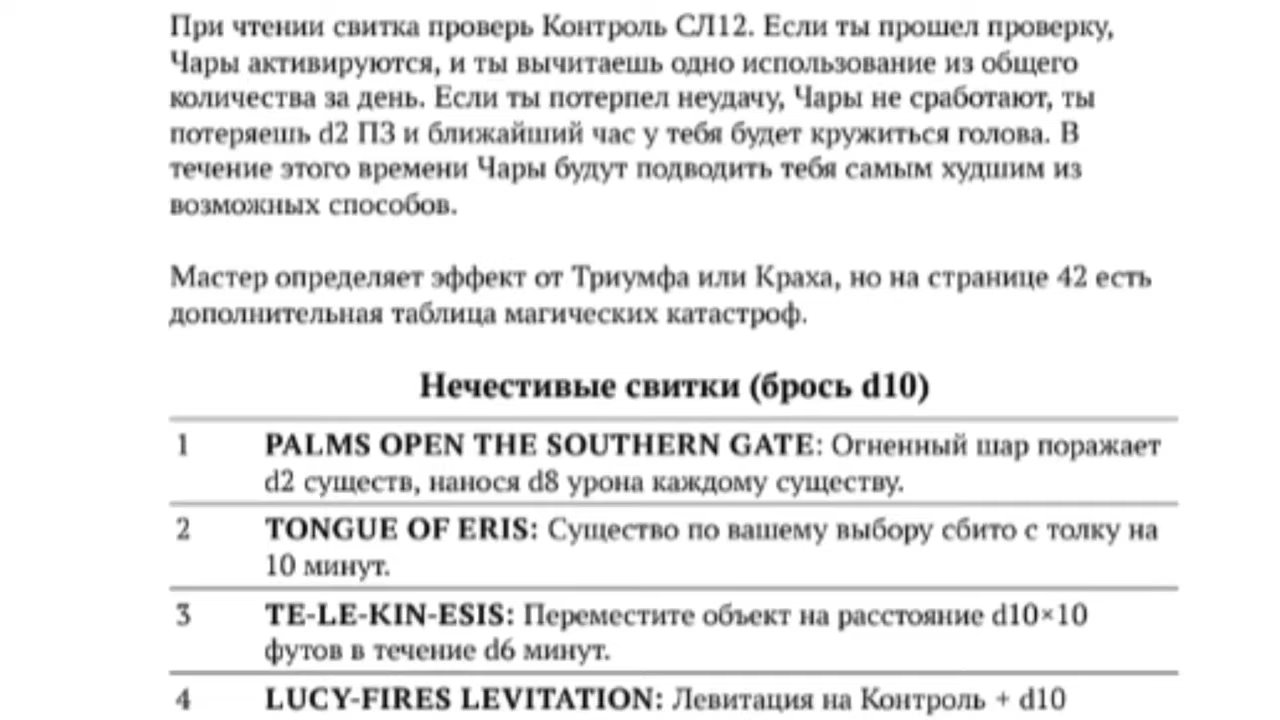 При чтении свитка проверь Контроль СЛ12. Если ты прошел проверку,
Чары активируются, и ты вычитаешь одно использование из общего
количества за день. Если ты потерпел неудачу, Чары не сработают, ты
потеряешь d2 ПЗ и ближайший час у тебя будет кружиться голова. В
течение этого времени Чары будут подводить тебя самым худшим из
возможных способов.
Мастер определяет эффект от Триумфа или Краха, но на странице 42 есть
дополнительная таблица магических катастроф.
Нечестивые свитки (брось d10)
1 PALMS OPEN THE SOUTHERN GATE: Огненный шар поражает
d2 существ, нанося d8 урона каждому существу.
2 TONGUE OF ERIS: Существо по вашему выбору сбито с толку на
10 минут.
3 TE-LE-KIN-ESIS: Переместите объект на расстояние d10×10
футов в течение d6 минут.
4 LUCY-FIRES LEVITATION: Левитация на Контроль + d10